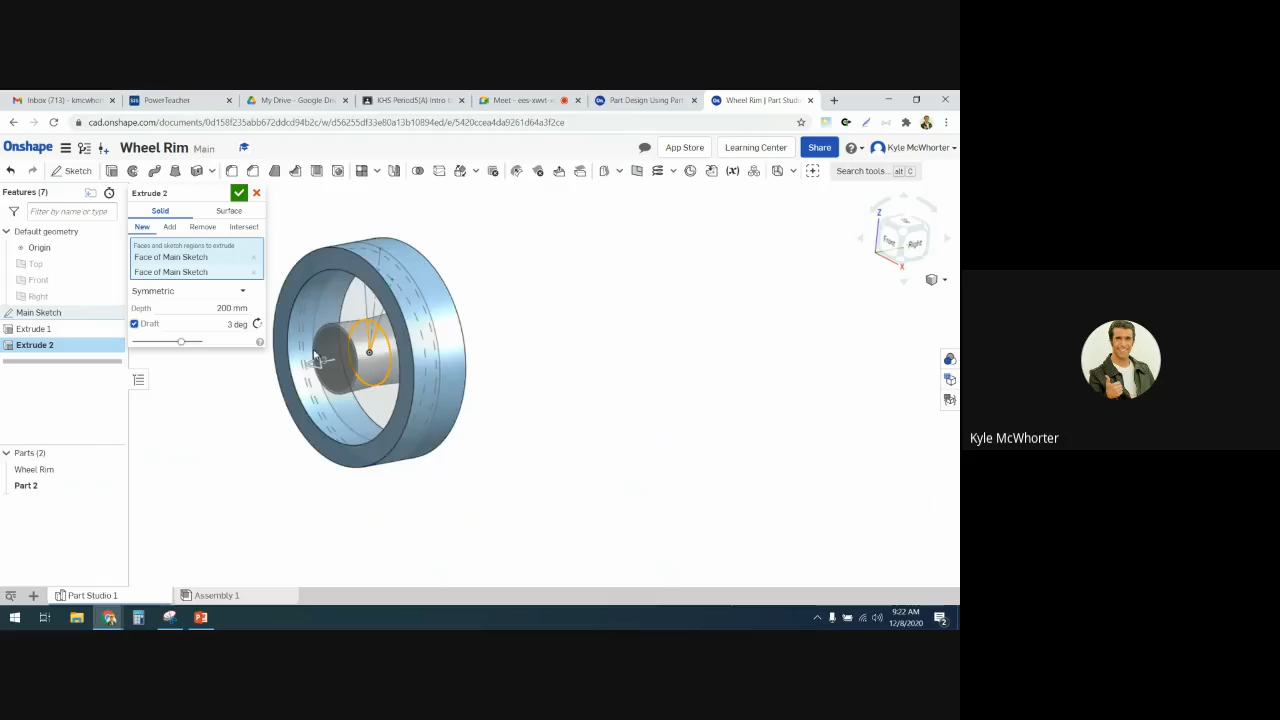 Inbox (713) - kmcwhor
PowerTeacher
My Drive - Google Dri
KHS Period5(A) Intro t
Meet - ees-xwvt-x
Part Design Using Part
Wheel Rim | Part Studi
cad.onshape.com/documents/0d158f235abb672ddcd94b2c/w/d56255df33e80a13b10894ed/e/5420ccea4da9261d64a3f2ce
Onshape
Wheel Rim Main
App Store
Learning Center
Share
Kyle McWhorter
Sketch
Search tools...
alt C
Features (7)
Filter by name or type
Default geometry
Origin
Top
Front
Right
Main Sketch
Extrude 1
Extrude 2
Extrude 2
Solid
Surface
New
Add
Remove
Intersect
Faces and sketch regions to extrude
Face of Main Sketch
Face of Main Sketch
Symmetric
Depth
200 mm
Draft
3 deg
Z
Front
Right
X
Parts (2)
Wheel Rim
Part 2
Part Studio 1
Assembly 1
9:22 AM
12/8/2020
2
Kyle McWhorter